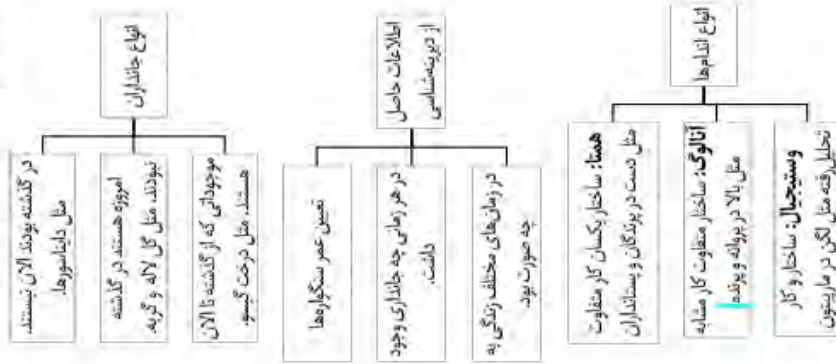 انواع جانداران
در گذشته بودند الان نیستند.
مثل دایناسورها.
امروزه هستند در گذشته
نبودند. مثل گل لاله و گربه.
موجوداتی که از گذشته تا الان
هستند. مثل درخت گیسو.
اطلاعات حاصل
از دیرینه‌شناسی
تعیین عمر سنگواره‌ها
در هر زمانی چه جانداری وجود
داشت.
در زمان‌های مختلف زندگی به
چه صورت بود.
انواع اندام‌ها
همتا: ساختار یکسان کار متفاوت
مثل دست در پرندگان و پستانداران
آنالوگ: ساختار متفاوت کار مشابه
مثل بالا در پروانه و پرنده
وستیجیال: ساختار و کار
تحلیل رفته مثل لگن در مارپیتون